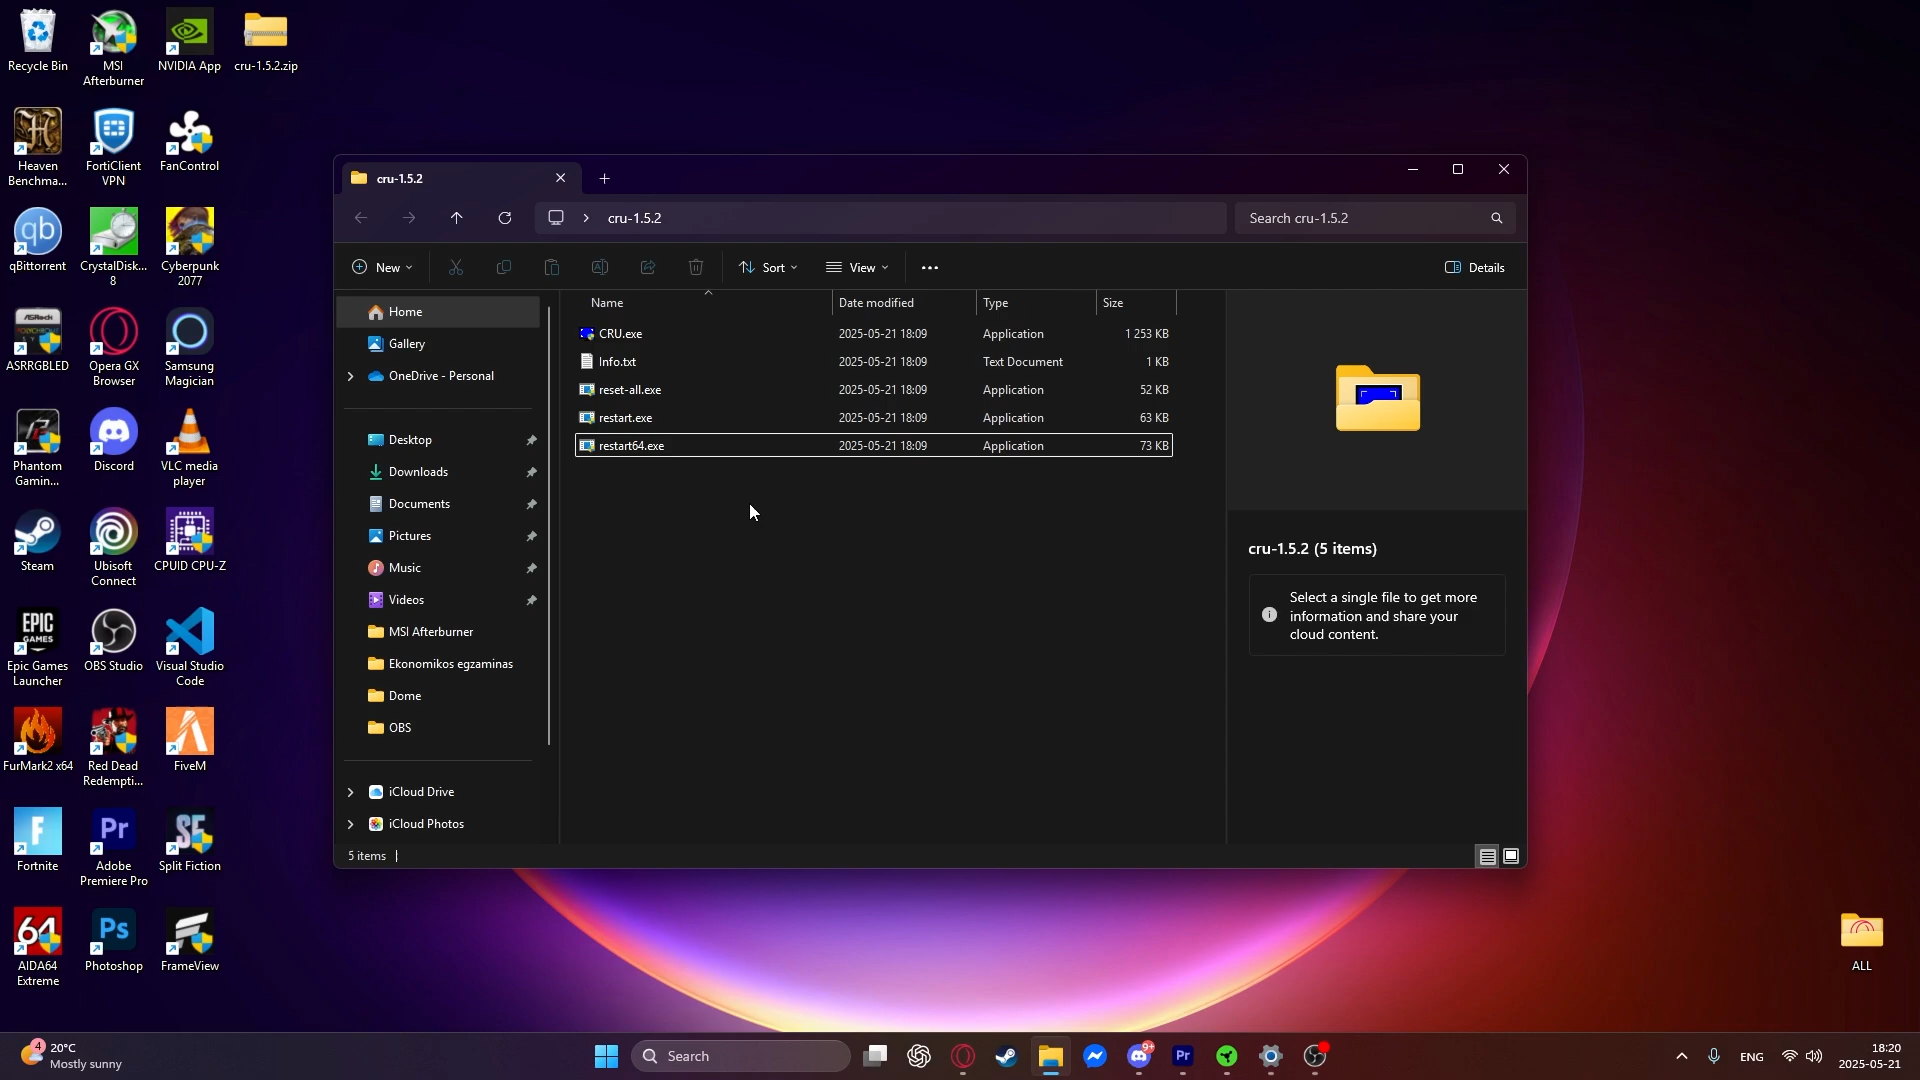 Recycle Bin
MSI
Afterburner
NVIDIA App
cru-1.5.2.zip
Heaven
Benchma...
FortiClient
VPN
FanControl
qBittorrent
CrystalDisk...
8
Cyberpunk
2077
ASRRGBLED
Opera GX
Browser
Samsung
Magician
Phantom
Gamin...
Discord
VLC media
player
Steam
Ubisoft
Connect
CPUID CPU-Z
Epic Games
Launcher
OBS Studio
Visual Studio
Code
FurMark2 x64
Red Dead
Redempti...
FiveM
Fortnite
Adobe
Premiere Pro
Split Fiction
AIDA64
Extreme
Photoshop
FrameView
cru-1.5.2
cru-1.5.2
Search cru-1.5.2
New
Sort
View
Details
Home
Gallery
OneDrive - Personal
Desktop
Downloads
Documents
Pictures
Music
Videos
MSI Afterburner
Ekonomikos egzaminas
Dome
OBS
iCloud Drive
iCloud Photos
Name Date modified Type Size
CRU.exe 2025-05-21 18:09 Application 1 253 KB
Info.txt 2025-05-21 18:09 Text Document 1 KB
reset-all.exe 2025-05-21 18:09 Application 52 KB
restart.exe 2025-05-21 18:09 Application 63 KB
restart64.exe 2025-05-21 18:09 Application 73 KB
cru-1.5.2 (5 items)
Select a single file to get more
information and share your
cloud content.
5 items
ALL
4
20°C
Mostly sunny
Search
9+
Pr
ENG
18:20
2025-05-21